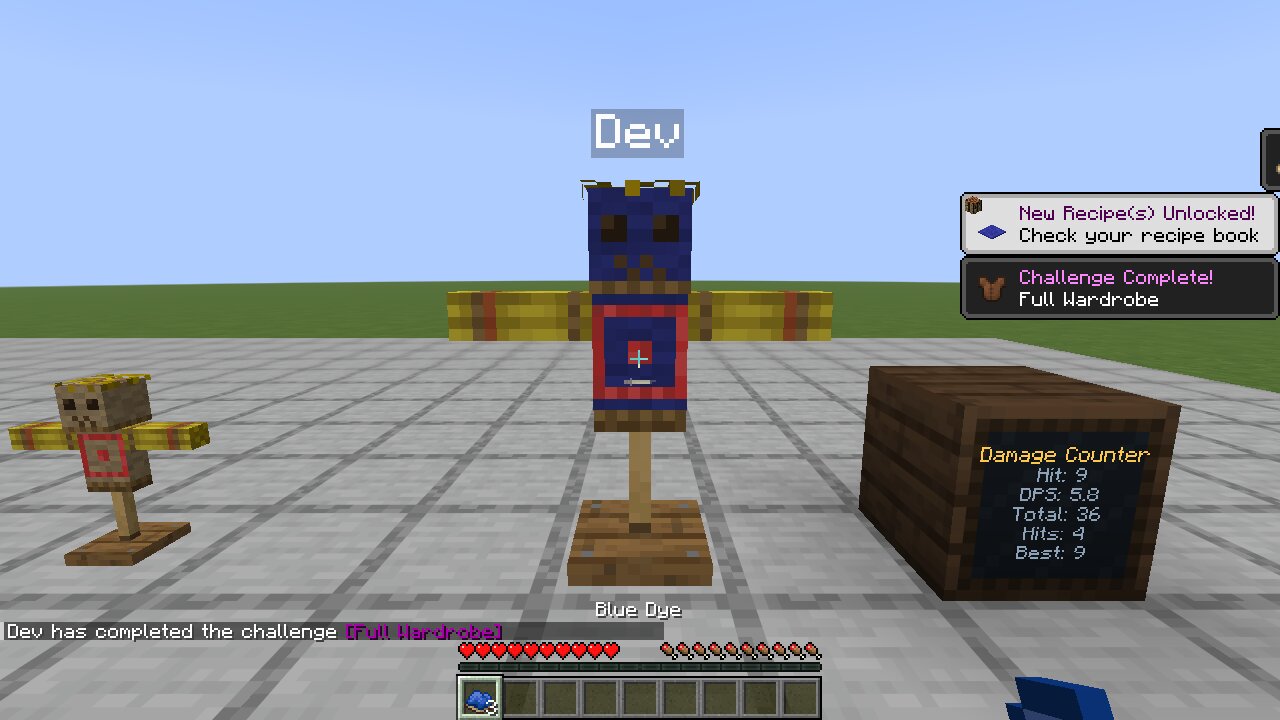 Dev
New Recipe(s) Unlocked!
Check your recipe book
Challenge Complete!
Full Wardrobe
Damage Counter
Hit: 9
DPS: 5.8
Total: 36
Hits: 4
Best: 9
Blue Dye
Dev has completed the challenge [Full Wardrobe]